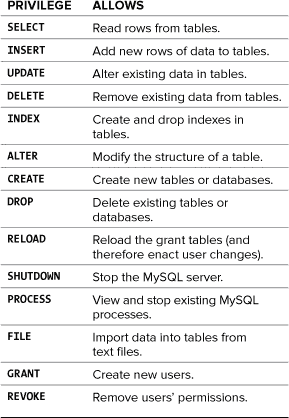 PRIVILEGE ALLOWS
SELECT Read rows from tables.
INSERT Add new rows of data to tables.
UPDATE Alter existing data in tables.
DELETE Remove existing data from tables.
INDEX Create and drop indexes in
tables.
ALTER Modify the structure of a table.
CREATE Create new tables or databases.
DROP Delete existing tables or
databases.
RELOAD Reload the grant tables (and
therefore enact user changes).
SHUTDOWN Stop the MySQL server.
PROCESS View and stop existing MySQL
processes.
FILE Import data into tables from
text files.
GRANT Create new users.
REVOKE Remove users’ permissions.